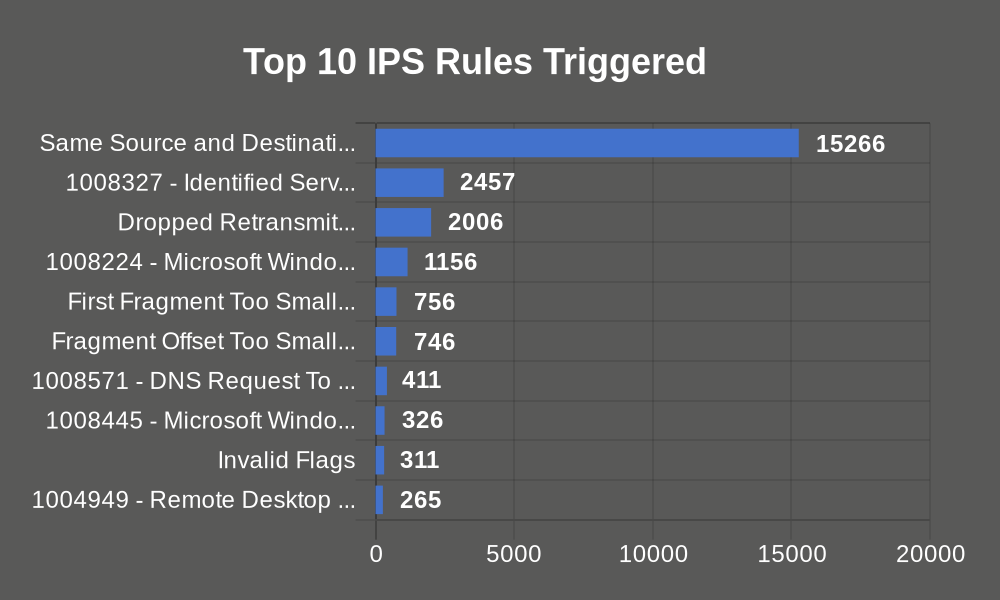 Top 10 IPS Rules Triggered
Same Source and Destinati... 15266
1008327 - Identified Serv... 2457
Dropped Retransmit... 2006
1008224 - Microsoft Windo... 1156
First Fragment Too Small... 756
Fragment Offset Too Small... 746
1008571 - DNS Request To ... 411
1008445 - Microsoft Windo... 326
Invalid Flags 311
1004949 - Remote Desktop ... 265
0 5000 10000 15000 20000